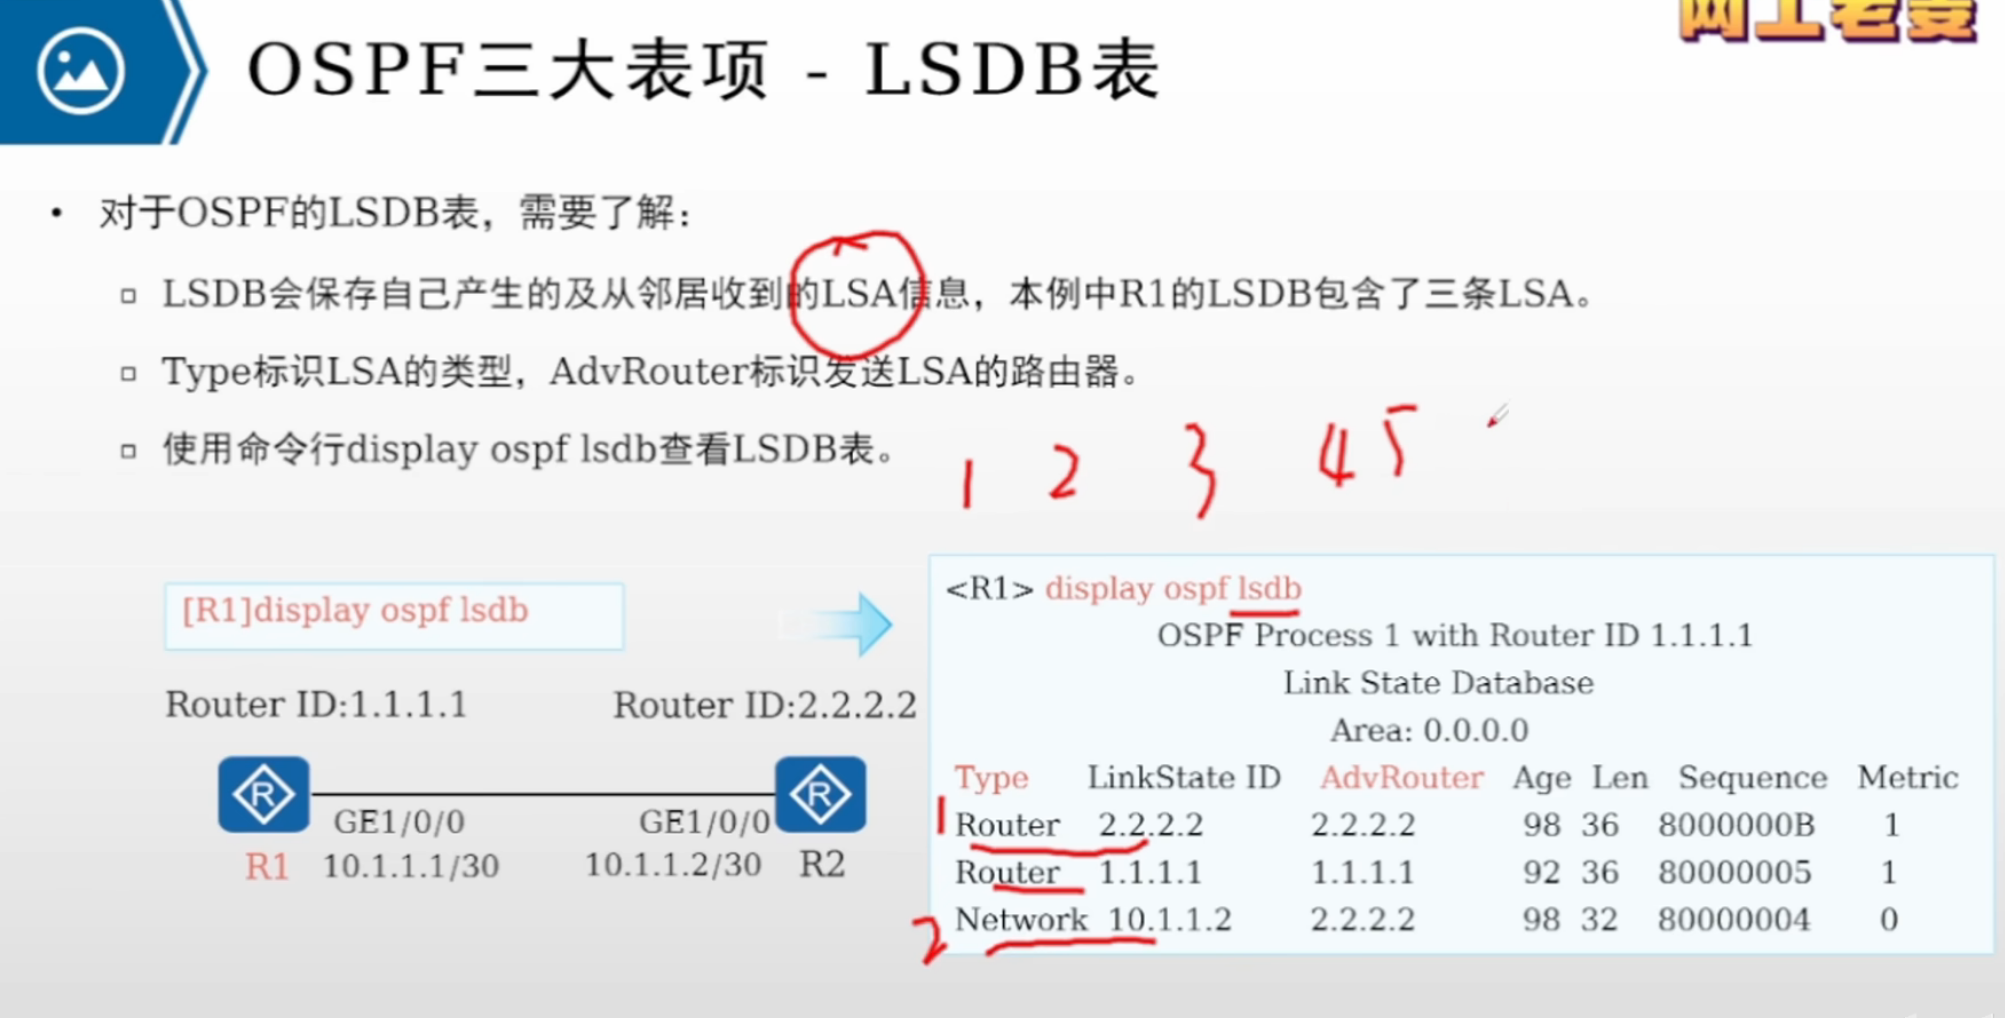 OSPF三大表项 - LSDB表
• 对于OSPF的LSDB表，需要了解：
LSDB会保存自己产生的及从邻居收到的LSA信息，本例中R1的LSDB包含了三条LSA。
Type标识LSA的类型，AdvRouter标识发送LSA的路由器。
使用命令行display ospf lsdb查看LSDB表。
1 2 3 4 5
[R1]display ospf lsdb
Router ID:1.1.1.1
Router ID:2.2.2.2
R
R
GE1/0/0
GE1/0/0
R1
10.1.1.1/30
10.1.1.2/30
R2
<R1> display ospf lsdb
OSPF Process 1 with Router ID 1.1.1.1
Link State Database
Area: 0.0.0.0
Type LinkState ID AdvRouter Age Len Sequence Metric
1 Router 2.2.2.2 2.2.2.2 98 36 8000000B 1
Router 1.1.1.1 1.1.1.1 92 36 80000005 1
2 Network 10.1.1.2 2.2.2.2 98 32 80000004 0